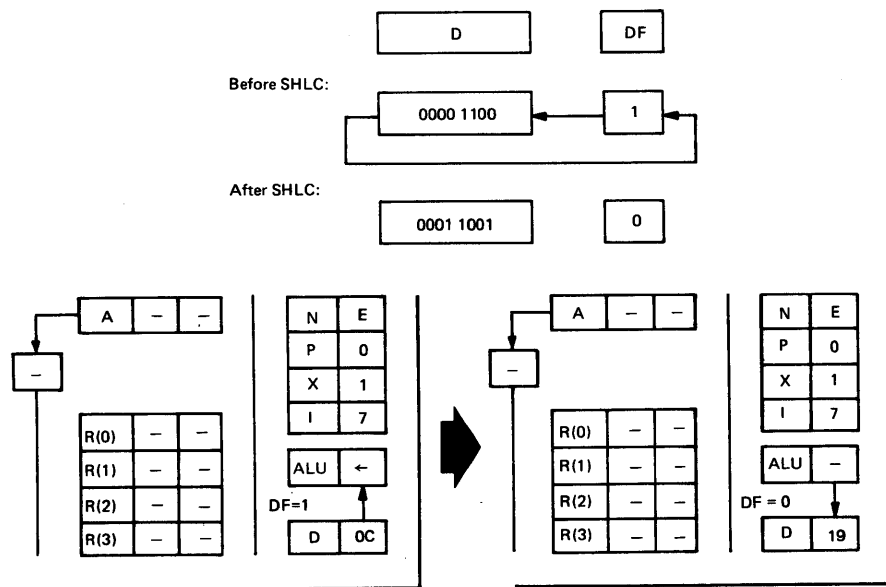 D DF
Before SHLC:
0000 1100 1
After SHLC:
0001 1001 0
A – –
–
R(0) – –
R(1) – –
R(2) – –
R(3) – –
N E
P 0
X 1
I 7
ALU ←
DF=1
D 0C
A – –
–
R(0) – –
R(1) – –
R(2) – –
R(3) – –
N E
P 0
X 1
I 7
ALU –
DF = 0
D 19